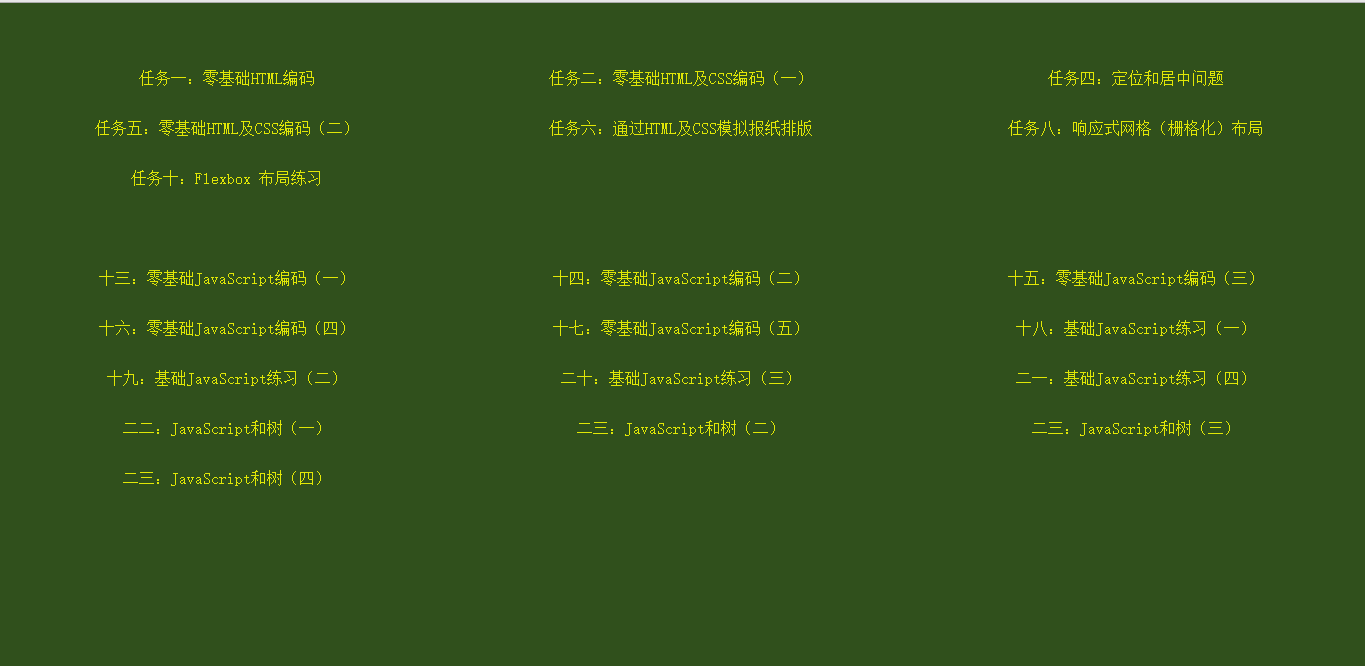 任务一：零基础HTML编码
任务二：零基础HTML及CSS编码（一）
任务四：定位和居中问题
任务五：零基础HTML及CSS编码（二）
任务六：通过HTML及CSS模拟报纸排版
任务八：响应式网格（栅格化）布局
任务十：Flexbox 布局练习
十三：零基础JavaScript编码（一）
十四：零基础JavaScript编码（二）
十五：零基础JavaScript编码（三）
十六：零基础JavaScript编码（四）
十七：零基础JavaScript编码（五）
十八：基础JavaScript练习（一）
十九：基础JavaScript练习（二）
二十：基础JavaScript练习（三）
二一：基础JavaScript练习（四）
二二：JavaScript和树（一）
二三：JavaScript和树（二）
二三：JavaScript和树（三）
二三：JavaScript和树（四）